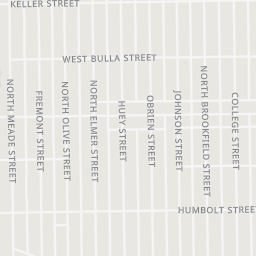 KELLER STREET
WEST BULLA STREET
NORTH MEADE STREET
FREMONT STREET
NORTH OLIVE STREET
NORTH ELMER STREET
HUEY STREET
OBRIEN STREET
JOHNSON STREET
NORTH BROOKFIELD STREET
COLLEGE STREET
HUMBOLT STREET